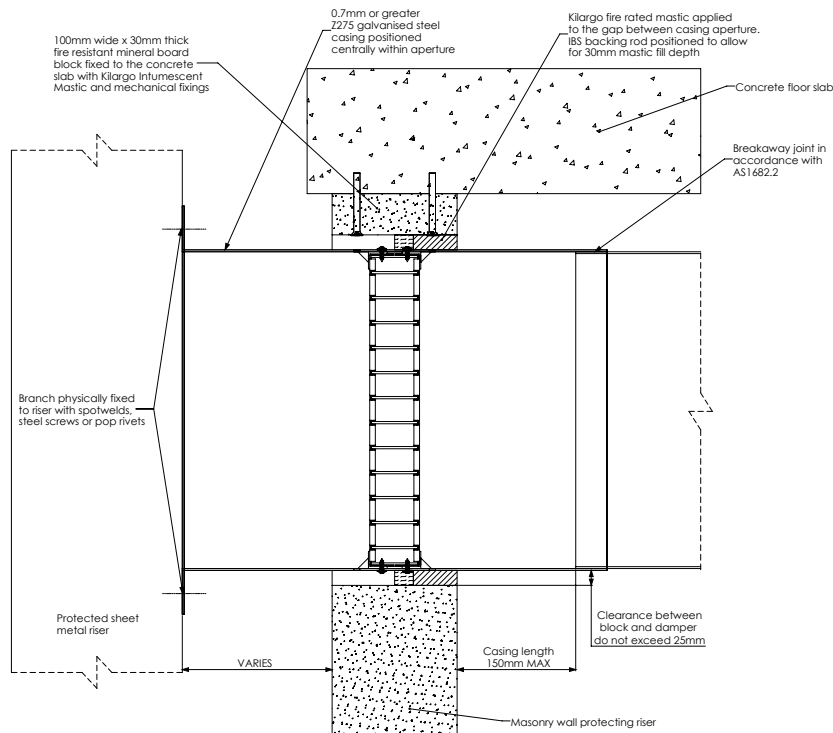 0.7mm or greater
Z275 galvanised steel
casing positioned
centrally within aperture
Kilargo fire rated mastic applied
to the gap between casing aperture.
IBS backing rod positioned to allow
for 30mm mastic fill depth
100mm wide x 30mm thick
fire resistant mineral board
block fixed to the concrete
slab with Kilargo Intumescent
Mastic and mechanical fixings
Concrete floor slab
Breakaway joint in
accordance with
AS1682.2
Branch physically fixed
to riser with spotwelds,
steel screws or pop rivets
Protected sheet
metal riser
VARIES
Casing length
150mm MAX
Clearance between
block and damper
do not exceed 25mm
Masonry wall protecting riser